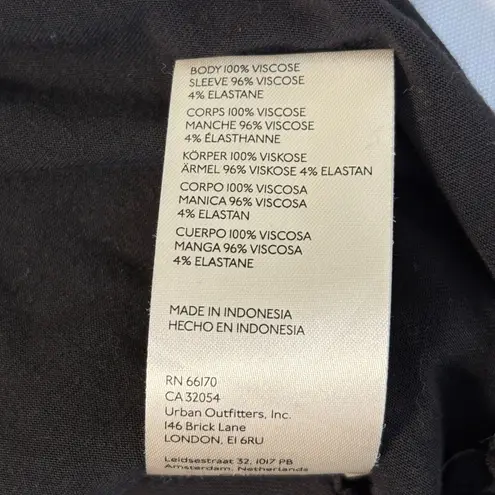 BODY 100% VISCOSE
SLEEVE 96% VISCOSE
4% ELASTANE
CORPS 100% VISCOSE
MANCHE 96% VISCOSE
4% ÉLASTHANNE
KÖRPER 100% VISKOSE
ÄRMEL 96% VISKOSE 4% ELASTAN
CORPO 100% VISCOSA
MANICA 96% VISCOSA
4% ELASTAN
CUERPO 100% VISCOSA
MANGA 96% VISCOSA
4% ELASTANE
MADE IN INDONESIA
HECHO EN INDONESIA
RN 66170
CA 32054
Urban Outfitters, Inc.
146 Brick Lane
LONDON, E1 6RU
Leidsestraat 32, 1017 PB
Amsterdam, Netherlands